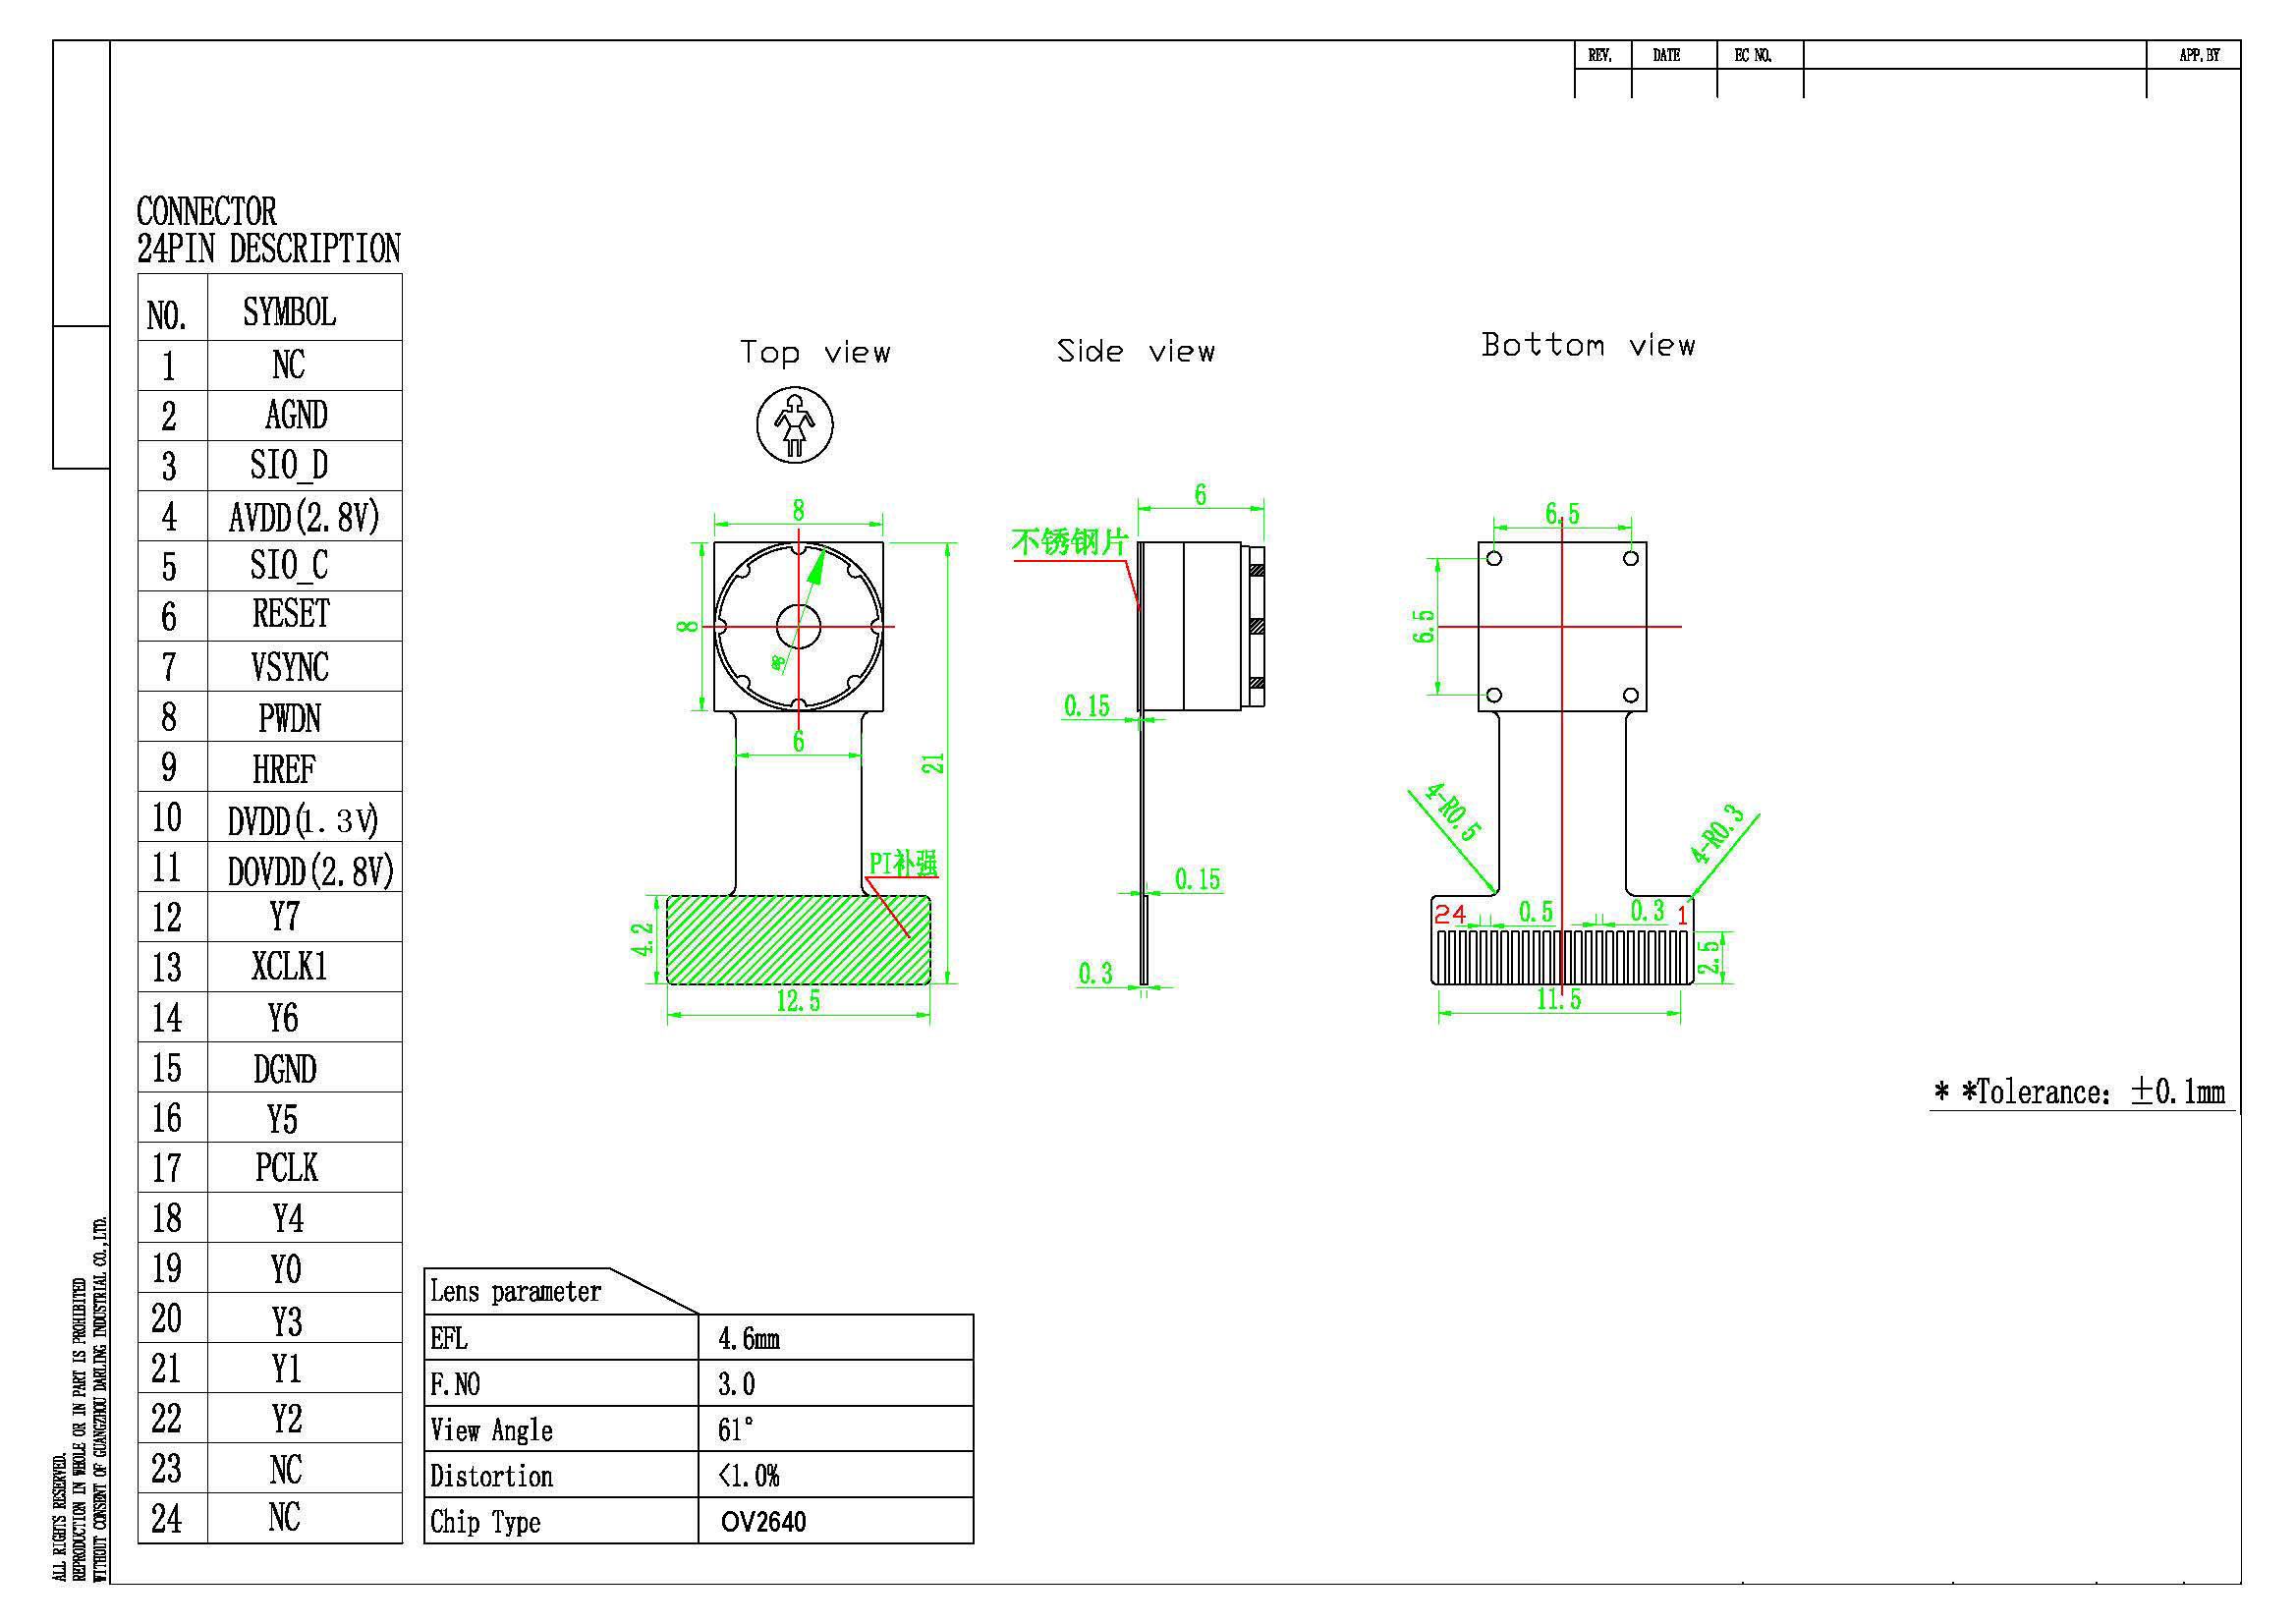 REV. DATE EC NO. APP.BY
CONNECTOR
24PIN DESCRIPTION
NO. SYMBOL
1 NC
2 AGND
3 SIO_D
4 AVDD(2.8V)
5 SIO_C
6 RESET
7 VSYNC
8 PWDN
9 HREF
10 DVDD(1.3V)
11 DOVDD(2.8V)
12 Y7
13 XCLK1
14 Y6
15 DGND
16 Y5
17 PCLK
18 Y4
19 Y0
20 Y3
21 Y1
22 Y2
23 NC
24 NC
Top view
8
8
ø8
6
21
PI补强
4.2
12.5
Side view
6
不锈钢片
0.15
0.15
0.3
Bottom view
6.5
6.5
4-R0.5
4-R0.3
24 0.5 0.3 1
2.5
11.5
* *Tolerance: ±0.1mm
Lens parameter
EFL 4.6mm
F.NO 3.0
View Angle 61°
Distortion <1.0%
Chip Type OV2640
ALL RIGHTS RESERVED.
REPRODUCTION IN WHOLE OR IN PART IS PROHIBITED
WITHOUT CONSENT OF GUANGZHOU DARLING INDUSTRIAL CO.,LTD.